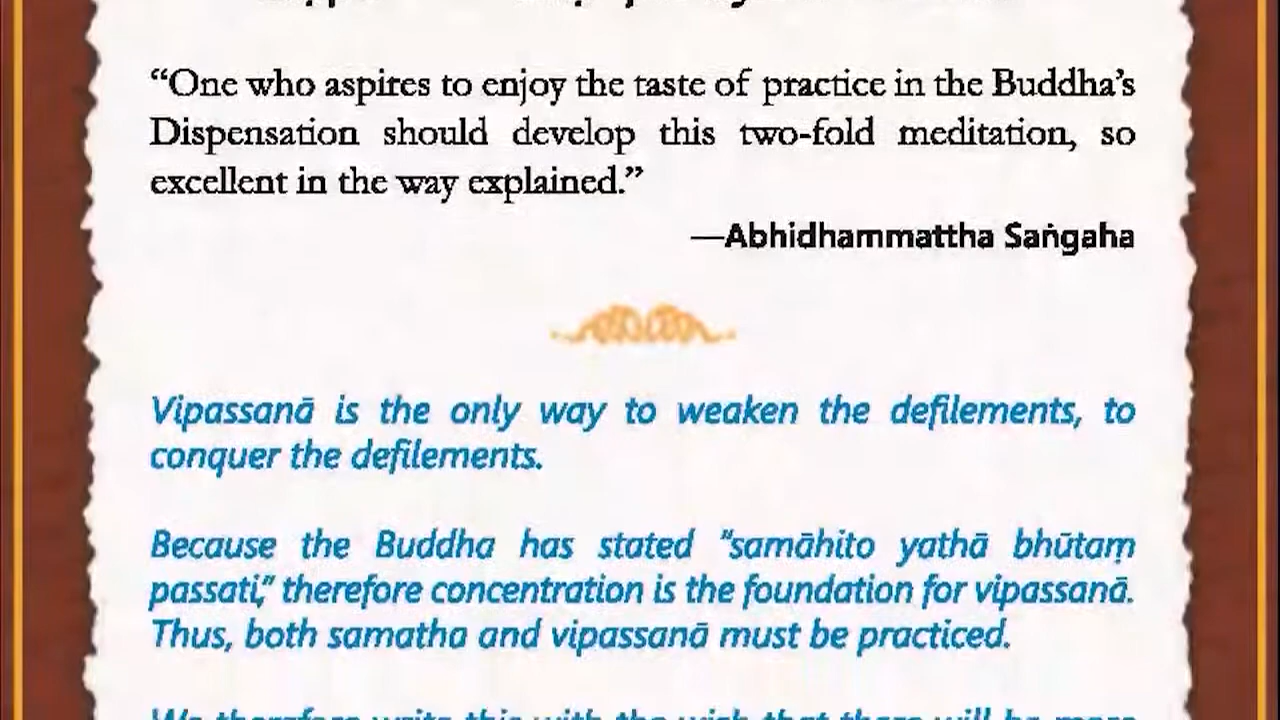 “One who aspires to enjoy the taste of practice in the Buddha’s
Dispensation should develop this two-fold meditation, so
excellent in the way explained.”
—Abhidhammattha Saṅgaha
Vipassanā is the only way to weaken the defilements, to
conquer the defilements.
Because the Buddha has stated “samāhito yathā bhūtaṃ
passati,” therefore concentration is the foundation for vipassanā.
Thus, both samatha and vipassanā must be practiced.
We therefore write this with the wish that there will be more